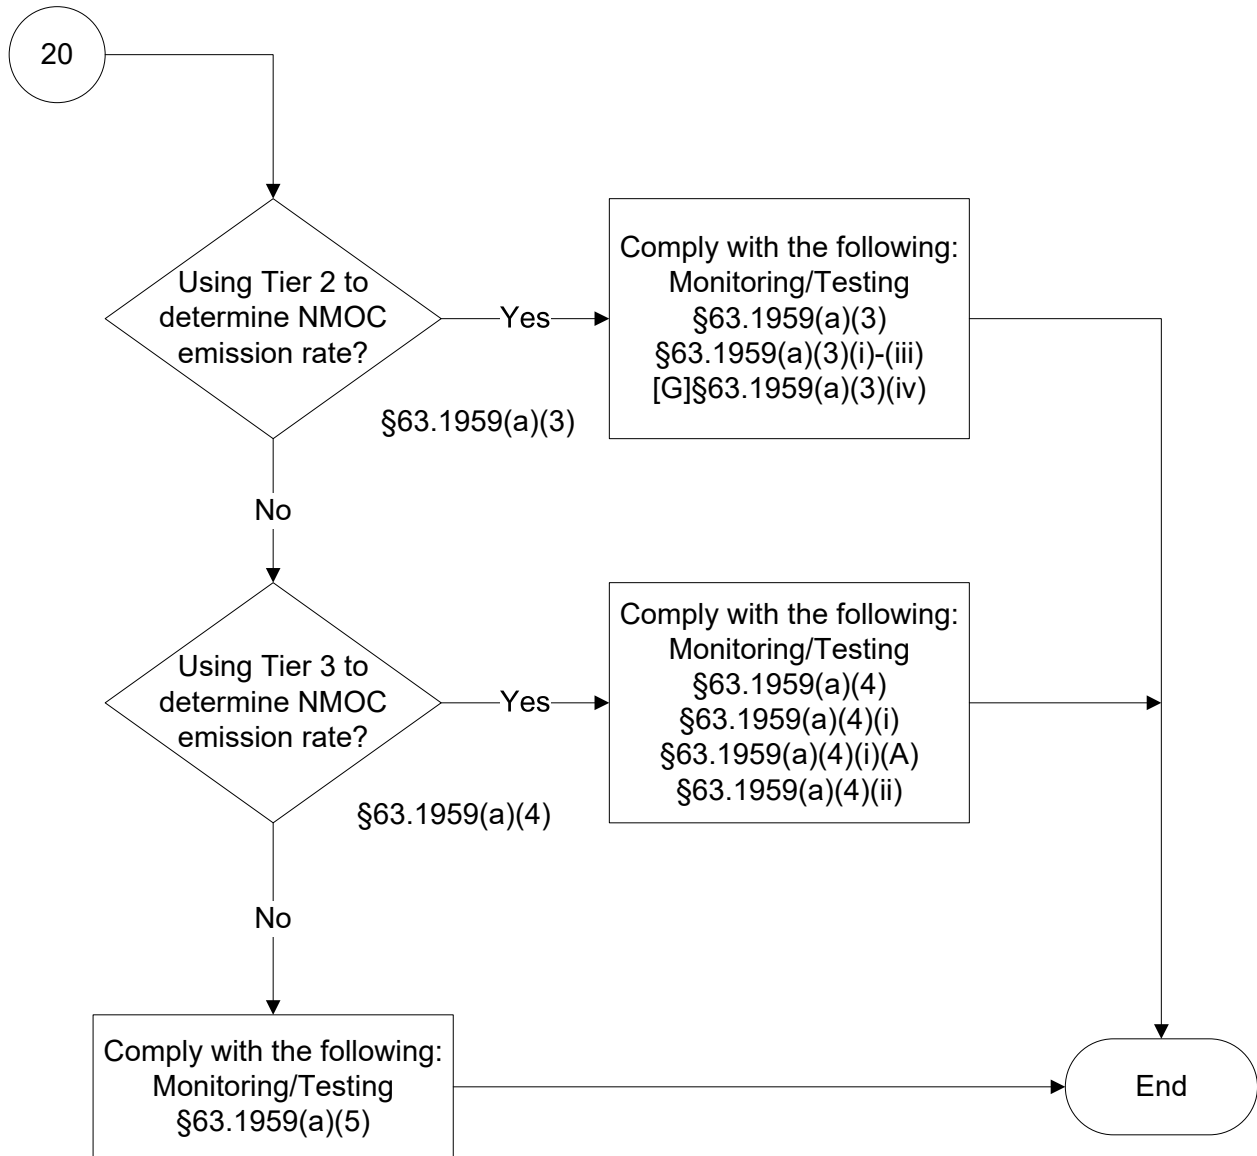 20
Using Tier 2 to
determine NMOC
emission rate?
Yes
Comply with the following:
Monitoring/Testing
§63.1959(a)(3)
§63.1959(a)(3)(i)-(iii)
[G]§63.1959(a)(3)(iv)
§63.1959(a)(3)
No
Using Tier 3 to
determine NMOC
emission rate?
Yes
Comply with the following:
Monitoring/Testing
§63.1959(a)(4)
§63.1959(a)(4)(i)
§63.1959(a)(4)(i)(A)
§63.1959(a)(4)(ii)
§63.1959(a)(4)
No
Comply with the following:
Monitoring/Testing
§63.1959(a)(5)
End